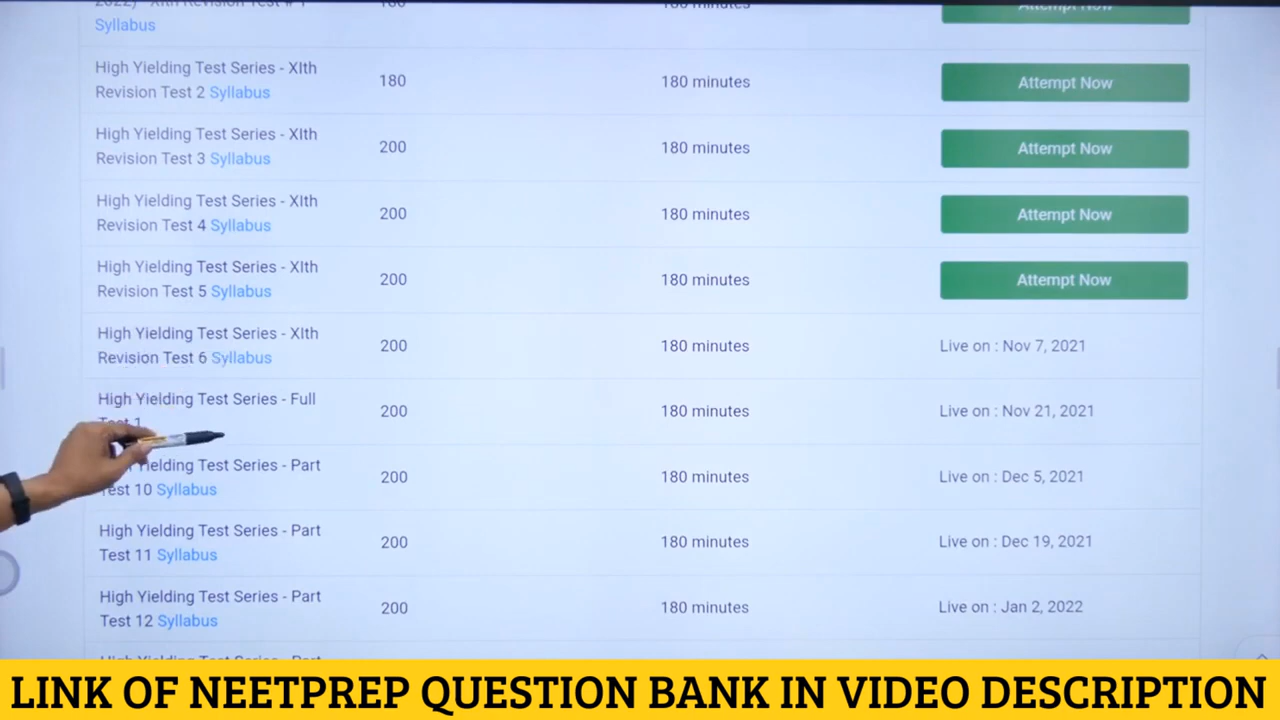 Syllabus
High Yielding Test Series - XIth
Revision Test 2 Syllabus
180
180 minutes
Attempt Now
High Yielding Test Series - XIth
Revision Test 3 Syllabus
200
180 minutes
Attempt Now
High Yielding Test Series - XIth
Revision Test 4 Syllabus
200
180 minutes
Attempt Now
High Yielding Test Series - XIth
Revision Test 5 Syllabus
200
180 minutes
Attempt Now
High Yielding Test Series - XIth
Revision Test 6 Syllabus
200
180 minutes
Live on : Nov 7, 2021
High Yielding Test Series - Full
Test 1
200
180 minutes
Live on : Nov 21, 2021
Yielding Test Series - Part
Test 10 Syllabus
200
180 minutes
Live on : Dec 5, 2021
High Yielding Test Series - Part
Test 11 Syllabus
200
180 minutes
Live on : Dec 19, 2021
High Yielding Test Series - Part
Test 12 Syllabus
200
180 minutes
Live on : Jan 2, 2022
LINK OF NEETPREP QUESTION BANK IN VIDEO DESCRIPTION